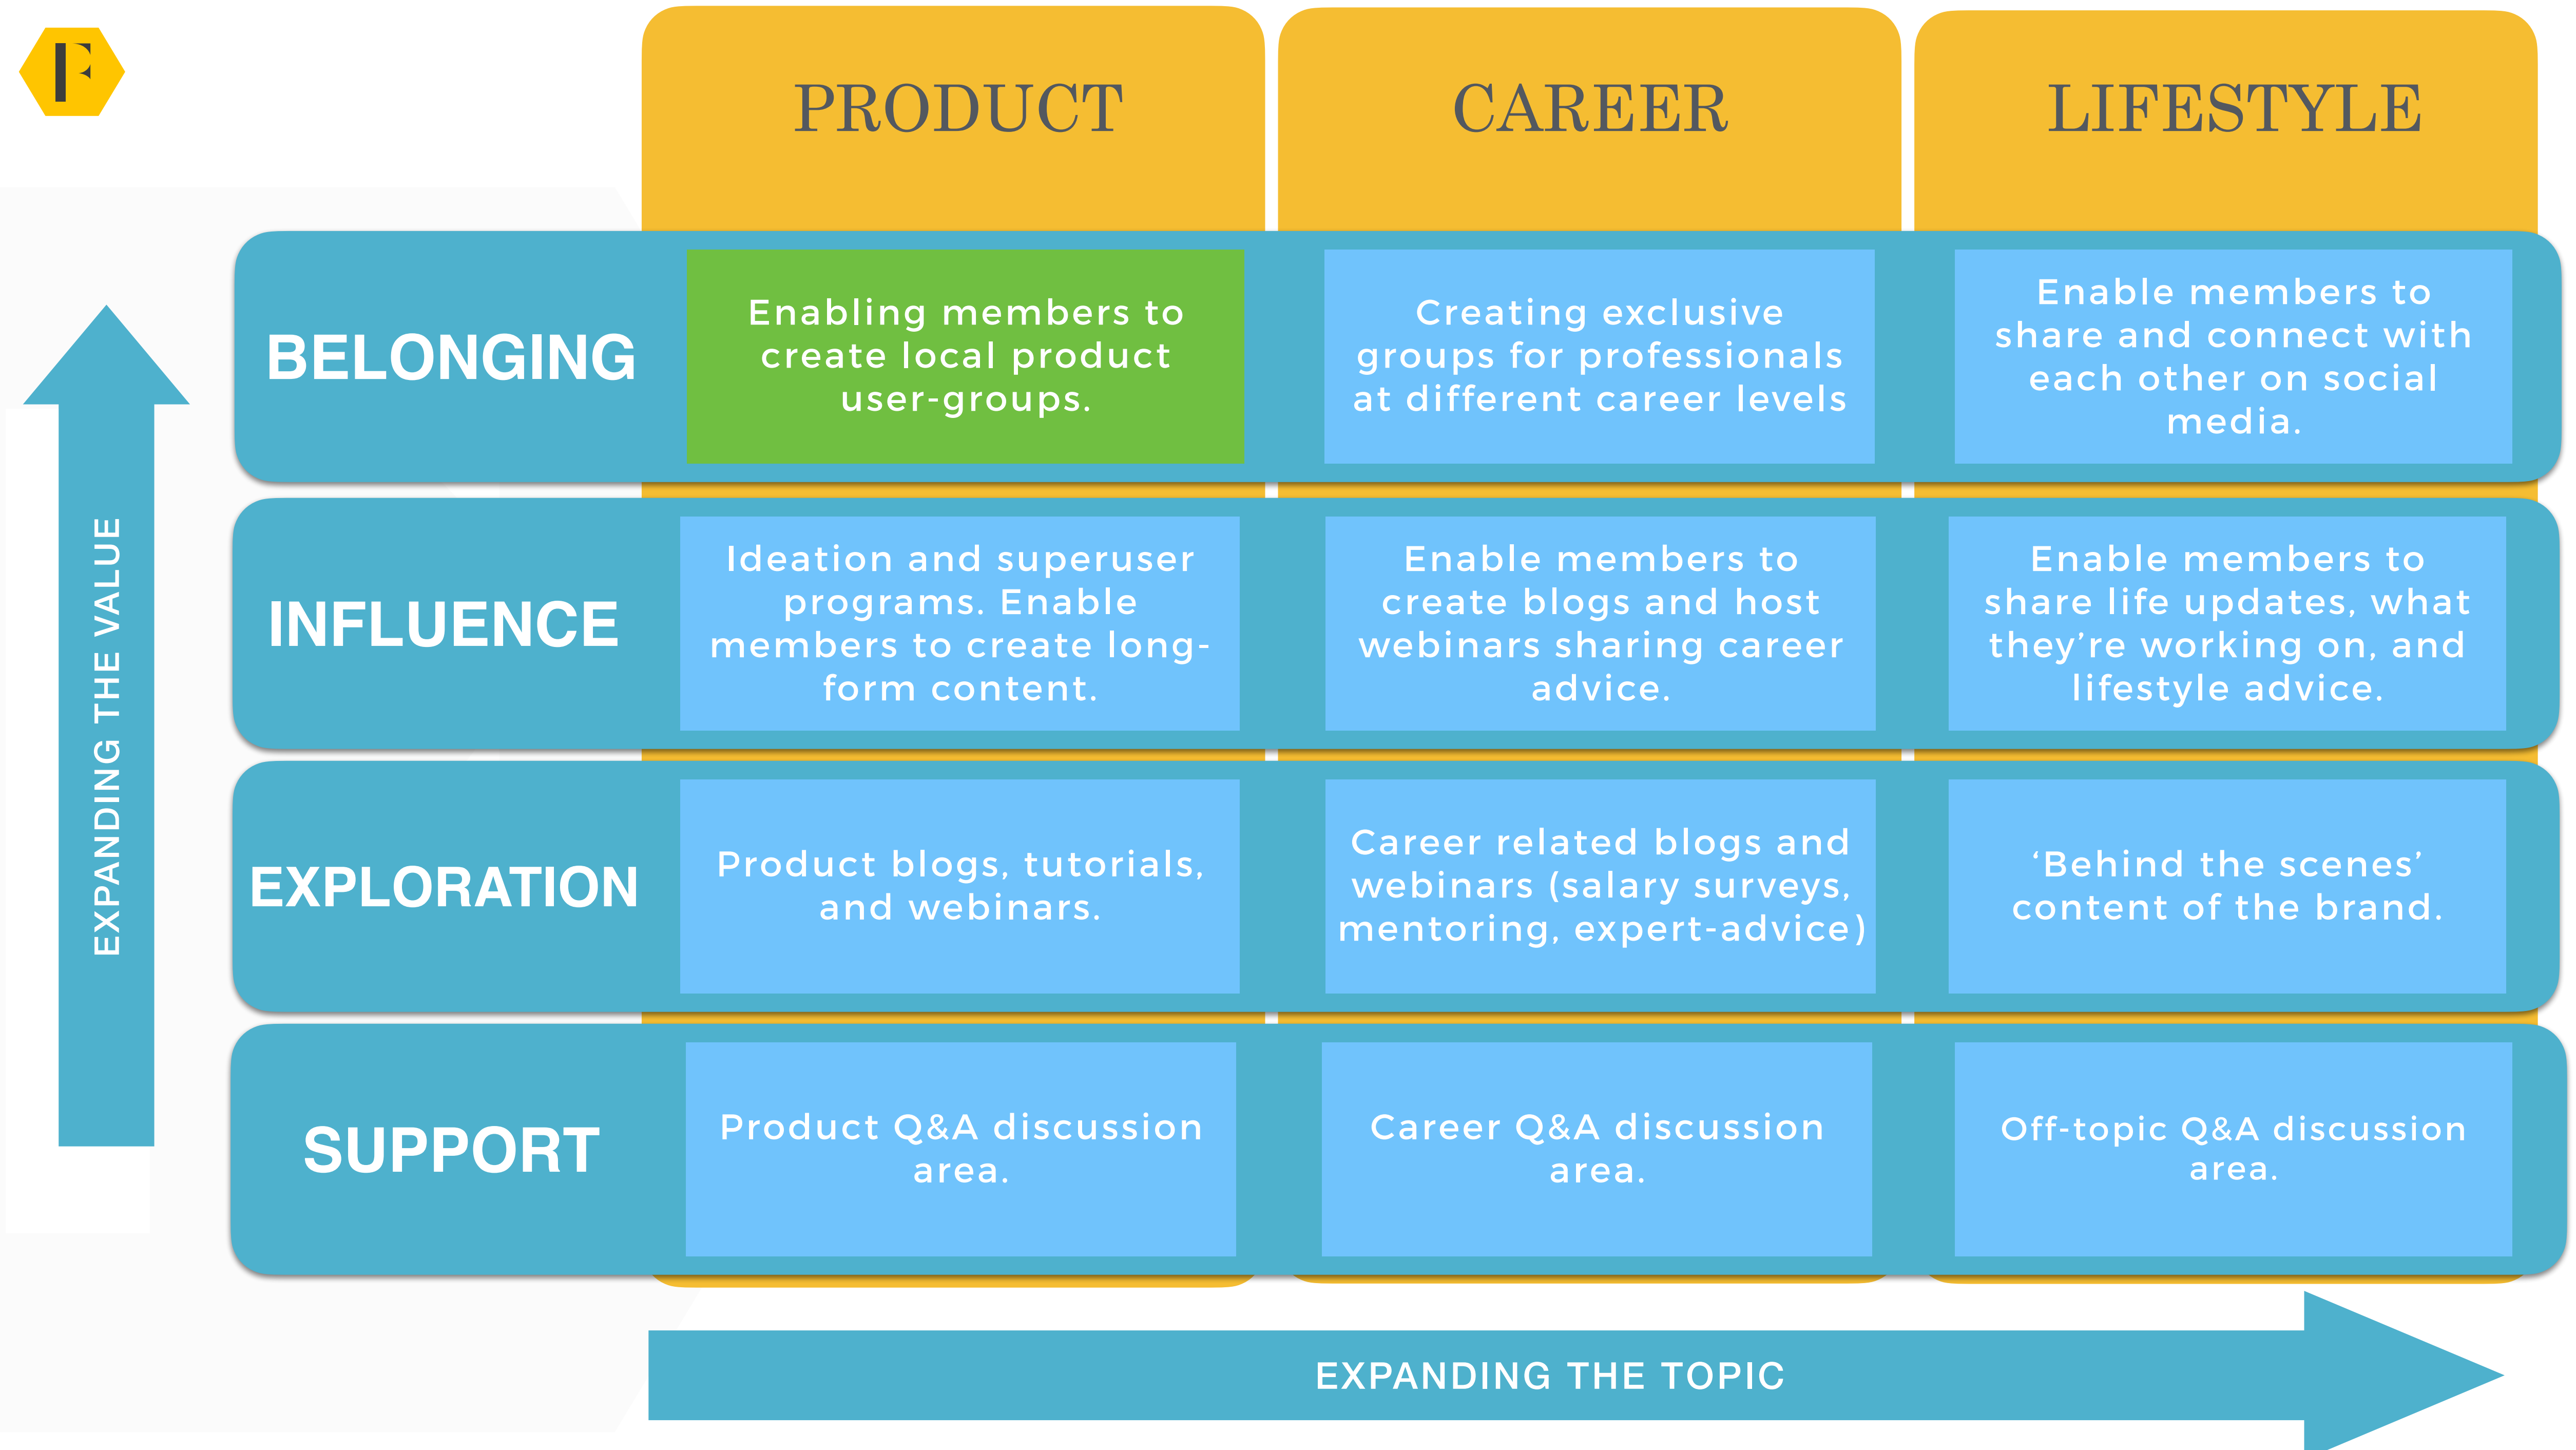 F
PRODUCT
CAREER
LIFESTYLE
BELONGING
Enabling members to
create local product
user-groups.
Creating exclusive
groups for professionals
at different career levels
Enable members to
share and connect with
each other on social
media.
INFLUENCE
Ideation and superuser
programs. Enable
members to create long-
form content.
Enable members to
create blogs and host
webinars sharing career
advice.
Enable members to
share life updates, what
they’re working on, and
lifestyle advice.
EXPLORATION
Product blogs, tutorials,
and webinars.
Career related blogs and
webinars (salary surveys,
mentoring, expert-advice)
‘Behind the scenes’
content of the brand.
SUPPORT
Product Q&A discussion
area.
Career Q&A discussion
area.
Off-topic Q&A discussion
area.
EXPANDING THE VALUE
EXPANDING THE TOPIC